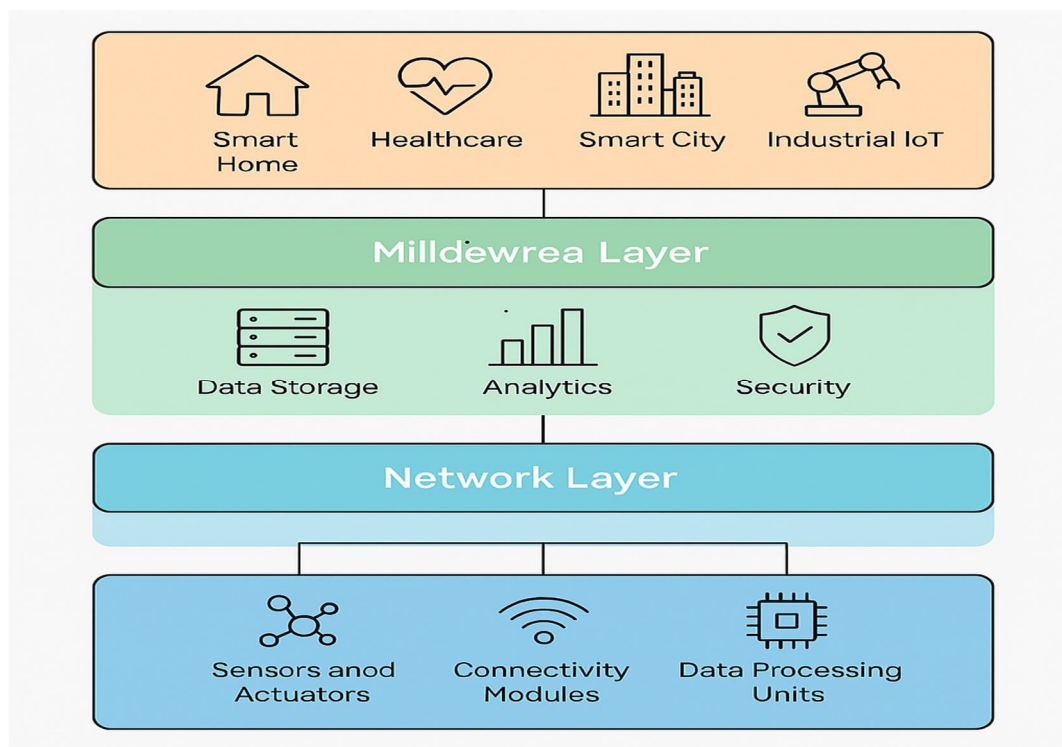 Smart
Home
Healthcare
Smart City
Industrial IoT
Milldewrea Layer
Data Storage
Analytics
Security
Network Layer
Sensors anod
Actuators
Connectivity
Modules
Data Processing
Units